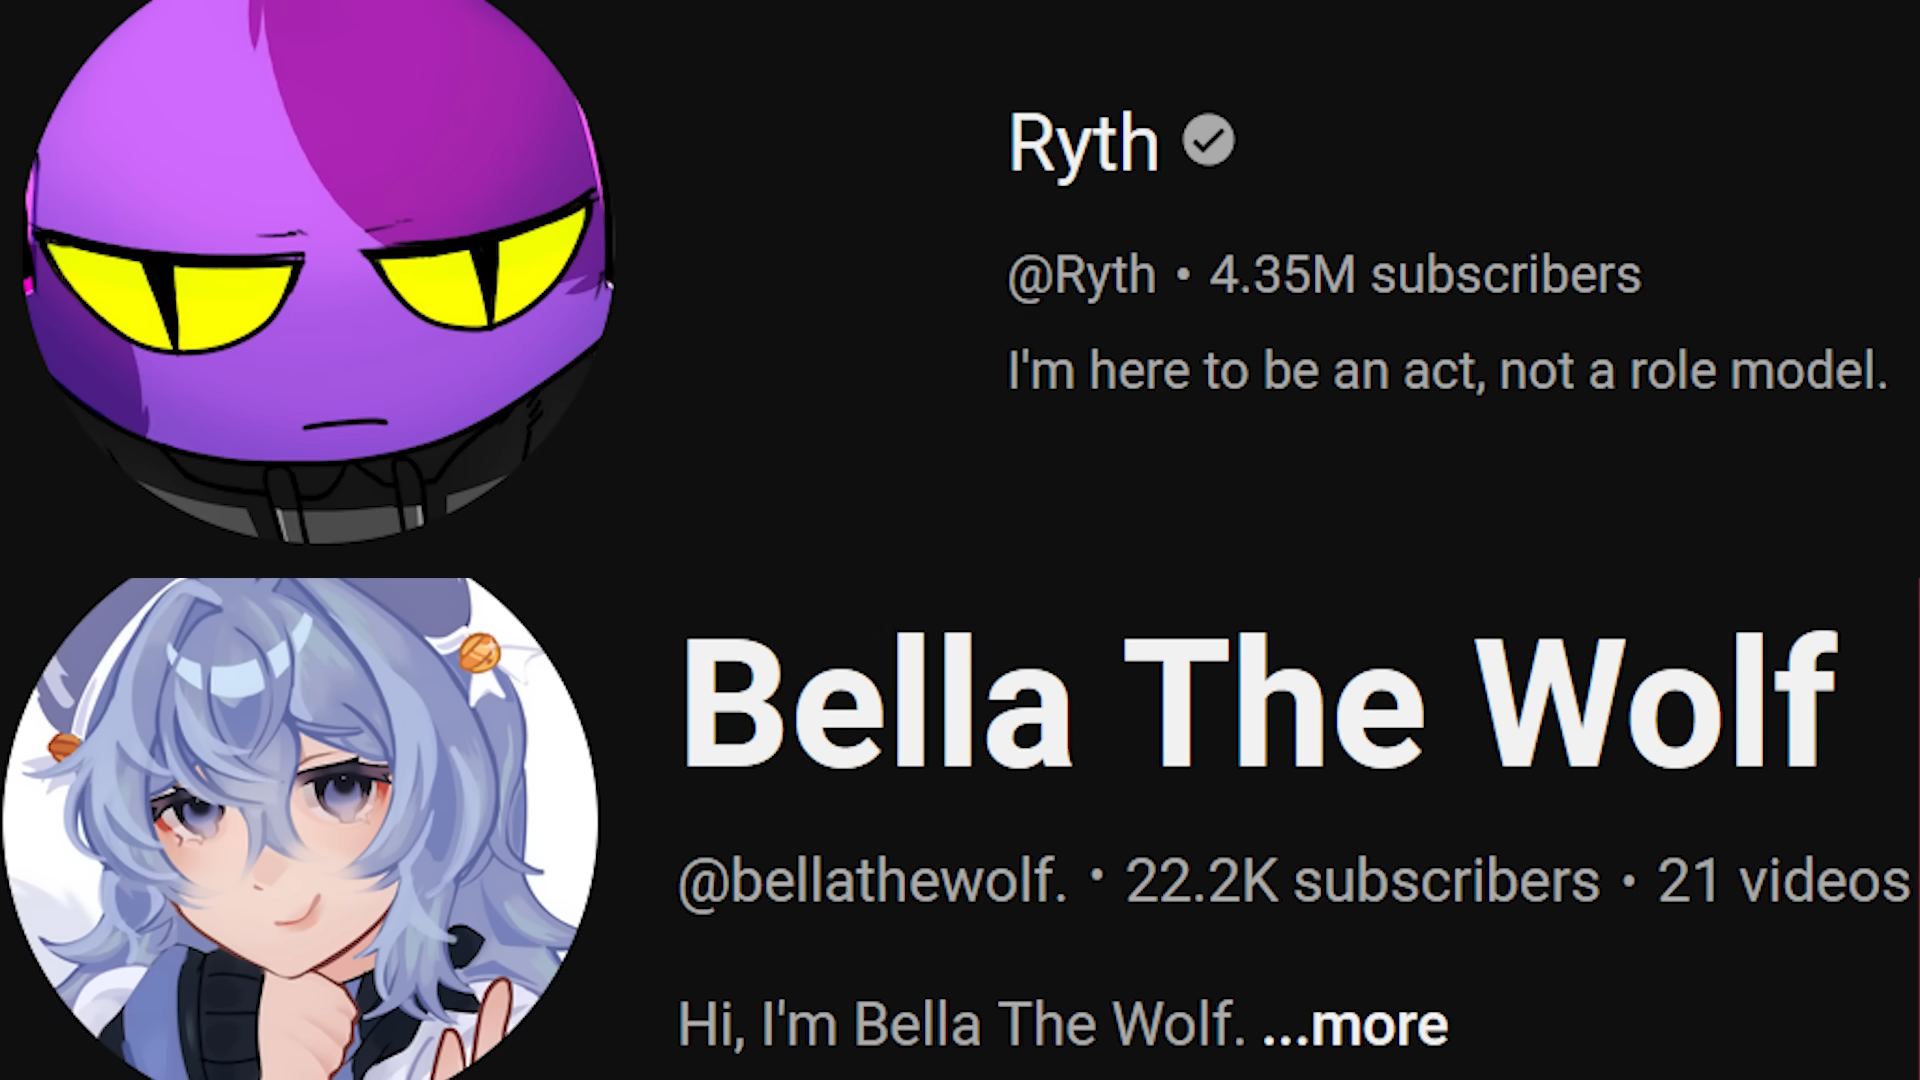 Ryth
@Ryth • 4.35M subscribers
I'm here to be an act, not a role model.
Bella The Wolf
@bellathewolf. • 22.2K subscribers • 21 videos
Hi, I'm Bella The Wolf. ...more